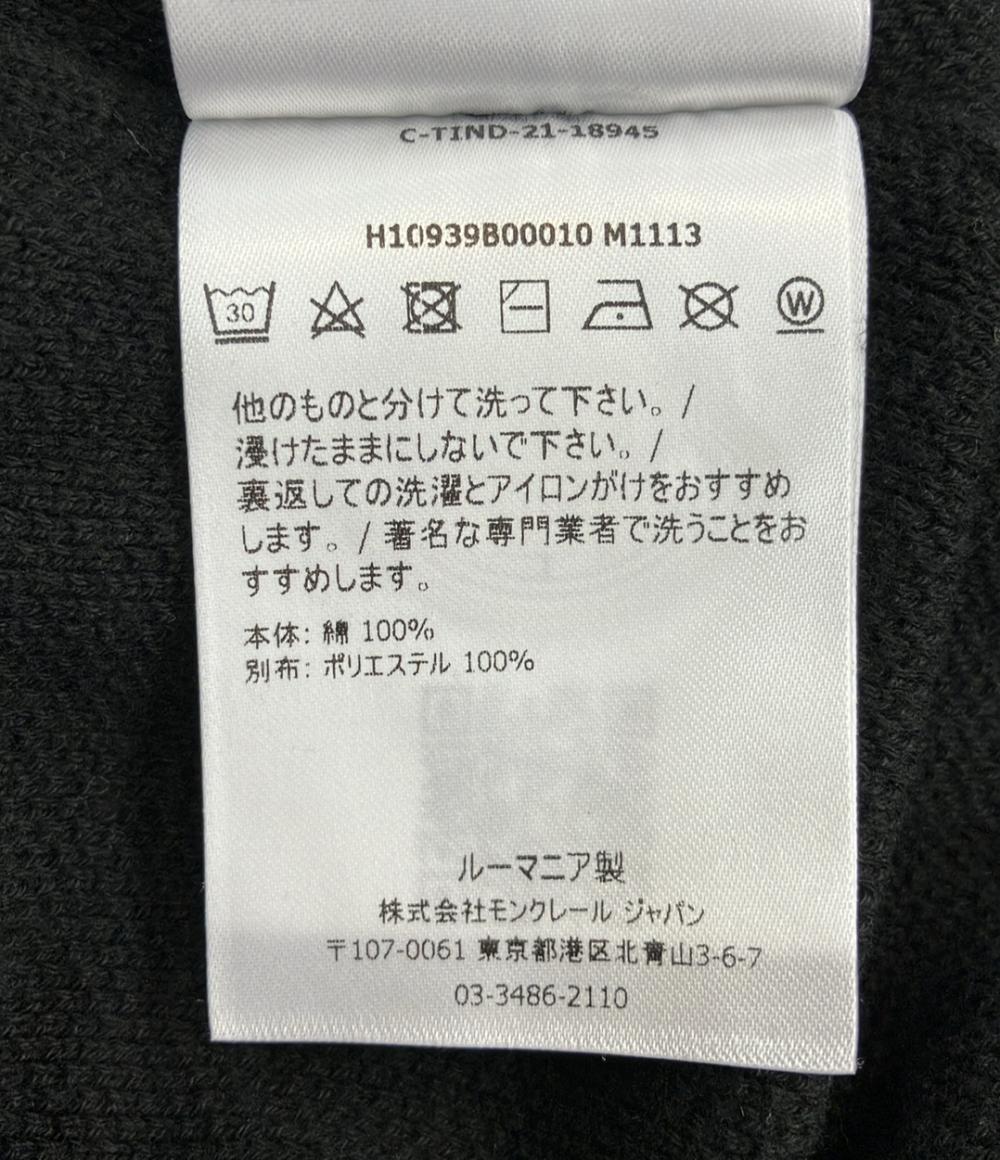 C-TIND-21-18945
H10939B00010 M1113
30
W
他のものと分けて洗って下さい。/
浸けたままにしないで下さい。/
裏返しての洗濯とアイロンがけをおすすめ
します。/ 著名な専門業者で洗うことをお
すすめします。
本体: 綿 100%
別布: ポリエステル 100%
ルーマニア製
株式会社モンクレール ジャパン
〒107-0061 東京都港区北青山3-6-7
03-3486-2110